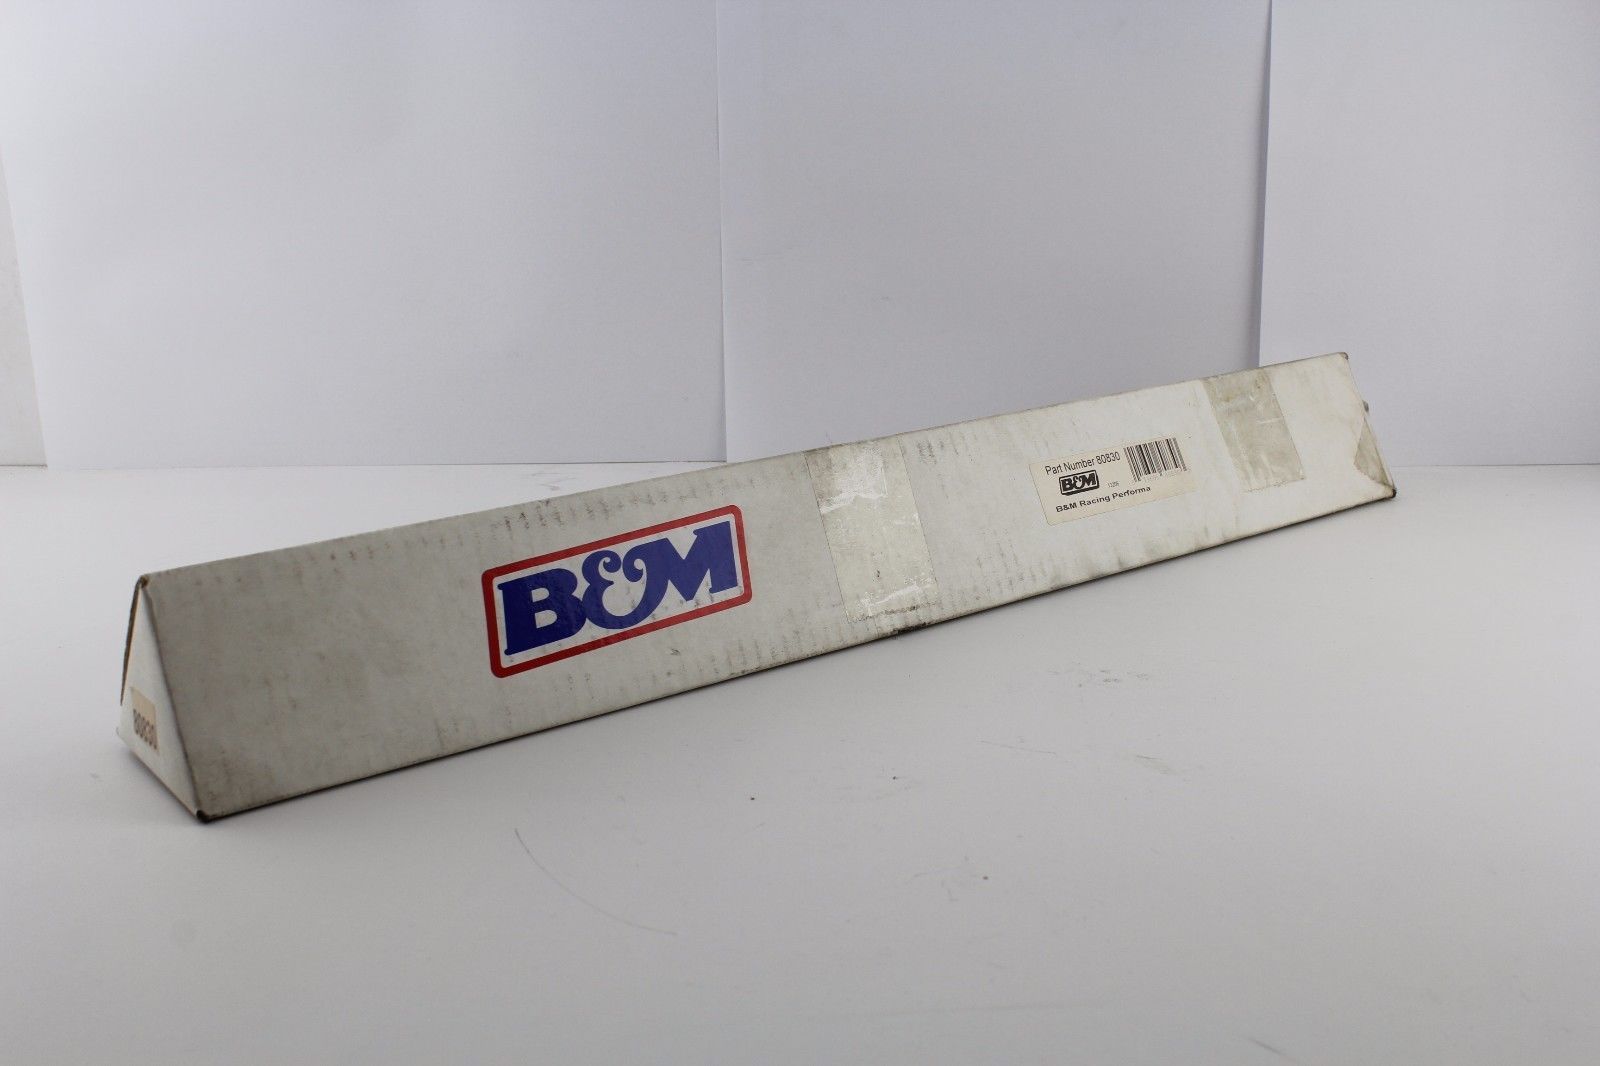 B&M
Part Number 80830
B&M
B&M Racing Performa
80830